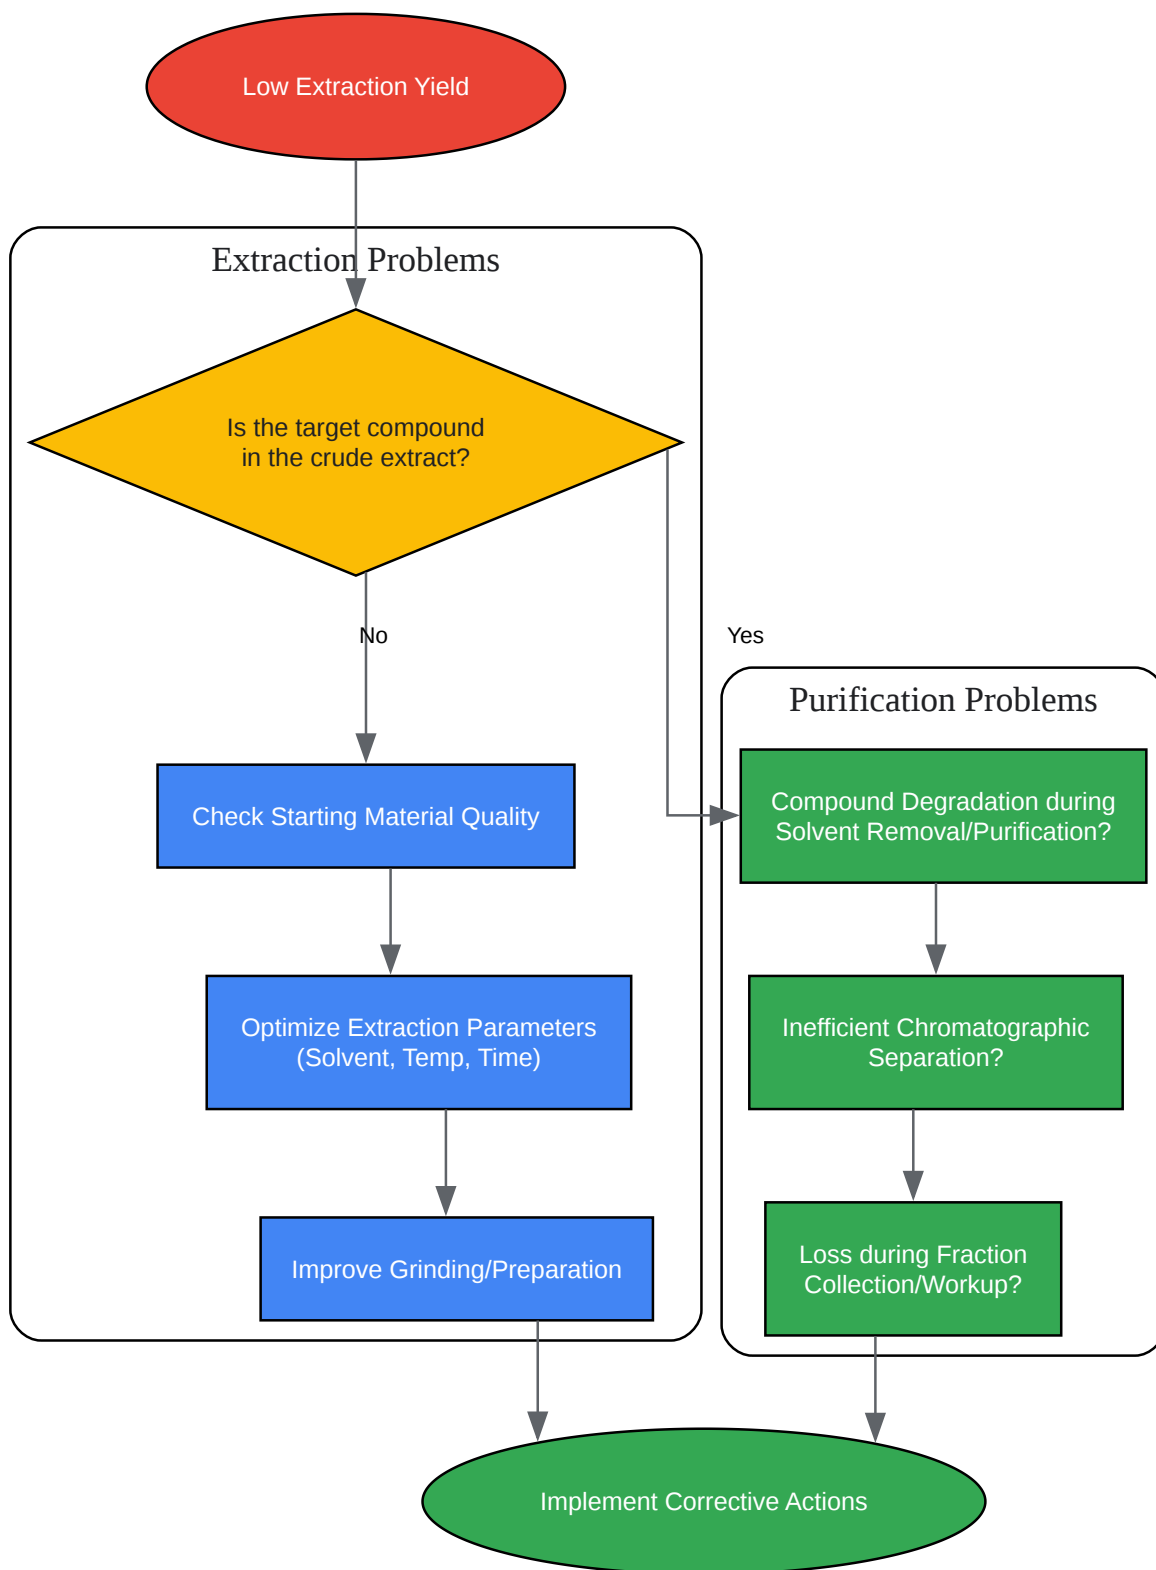 Low Extraction Yield
Extraction Problems
Is the target compound
in the crude extract?
No
Yes
Purification Problems
Check Starting Material Quality
Compound Degradation during
Solvent Removal/Purification?
Optimize Extraction Parameters
(Solvent, Temp, Time)
Inefficient Chromatographic
Separation?
Improve Grinding/Preparation
Loss during Fraction
Collection/Workup?
Implement Corrective Actions